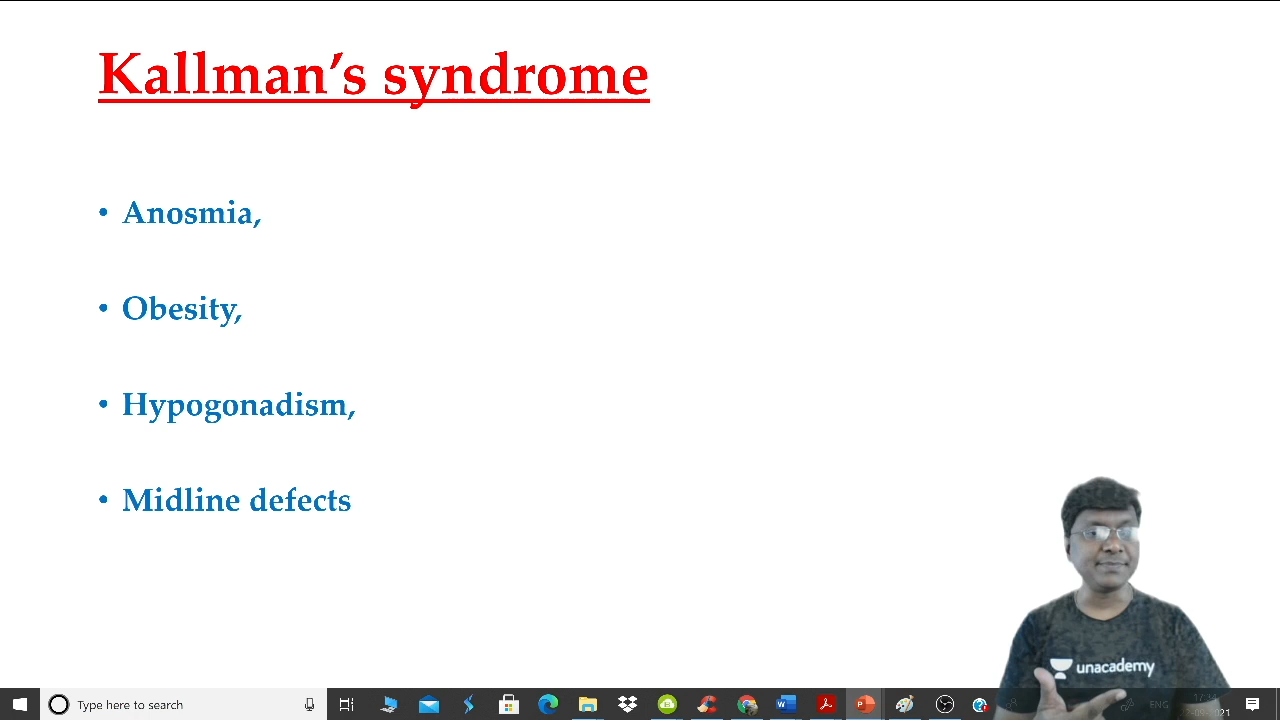 Kallman’s syndrome
• Anosmia,
• Obesity,
• Hypogonadism,
• Midline defects
unacademy
Type here to search
ENG